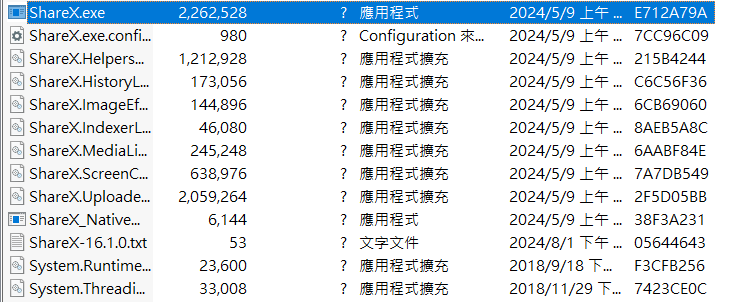 ShareX.exe 2,262,528 ? 應用程式 2024/5/9 上午 ... E712A79A
ShareX.exe.confi... 980 ? Configuration 來... 2024/5/9 上午 ... 7CC96C09
ShareX.Helpers... 1,212,928 ? 應用程式擴充 2024/5/9 上午 ... 215B4244
ShareX.HistoryL... 173,056 ? 應用程式擴充 2024/5/9 上午 ... C6C56F36
ShareX.ImageEf... 144,896 ? 應用程式擴充 2024/5/9 上午 ... 6CB69060
ShareX.IndexerL... 46,080 ? 應用程式擴充 2024/5/9 上午 ... 8AEB5A8C
ShareX.MediaLi... 245,248 ? 應用程式擴充 2024/5/9 上午 ... 6AABF84E
ShareX.ScreenC... 638,976 ? 應用程式擴充 2024/5/9 上午 ... 7A7DB549
ShareX.Uploade... 2,059,264 ? 應用程式擴充 2024/5/9 上午 ... 2F5D05BB
ShareX_Native... 6,144 ? 應用程式 2024/5/9 上午 ... 38F3A231
ShareX-16.1.0.txt 53 ? 文字文件 2024/8/1 下午 ... 05644643
System.Runtime... 23,600 ? 應用程式擴充 2018/9/18 下... F3CFB256
System.Threadi... 33,008 ? 應用程式擴充 2018/11/29 下... 7423CE0C